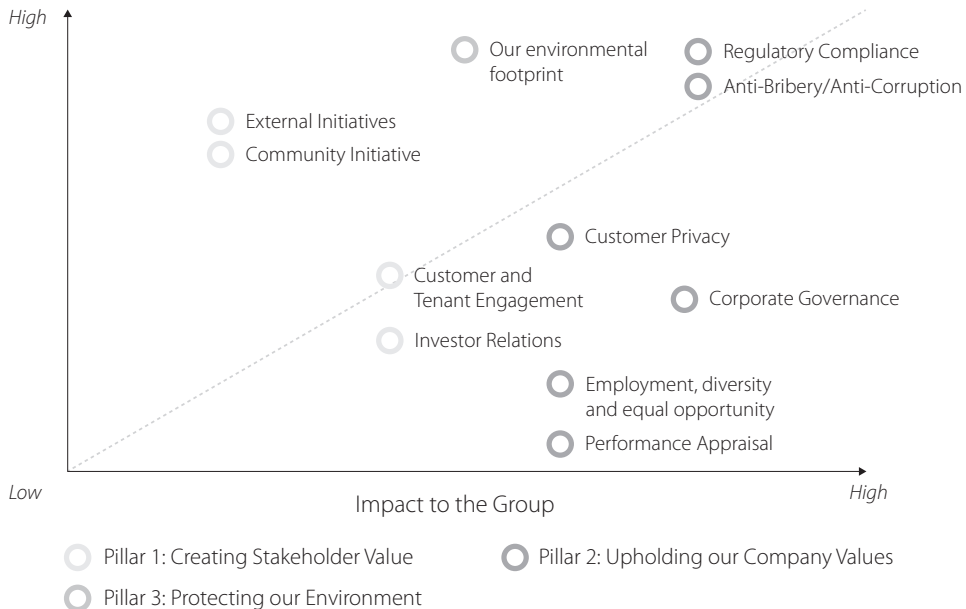 High
Our environmental
footprint
Regulatory Compliance
Anti-Bribery/Anti-Corruption
External Initiatives
Community Initiative
Customer Privacy
Customer and
Tenant Engagement
Corporate Governance
Investor Relations
Employment, diversity
and equal opportunity
Performance Appraisal
Low
Impact to the Group
High
Pillar 1: Creating Stakeholder Value
Pillar 2: Upholding our Company Values
Pillar 3: Protecting our Environment